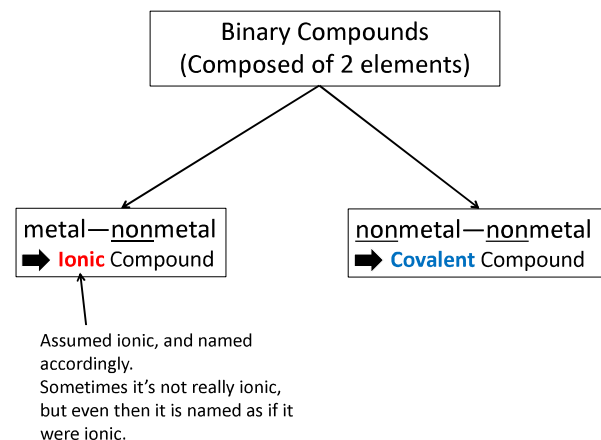 Binary Compounds
(Composed of 2 elements)
metal—nonmetal
➡ Ionic Compound
nonmetal—nonmetal
➡ Covalent Compound
Assumed ionic, and named
accordingly.
Sometimes it’s not really ionic,
but even then it is named as if it
were ionic.